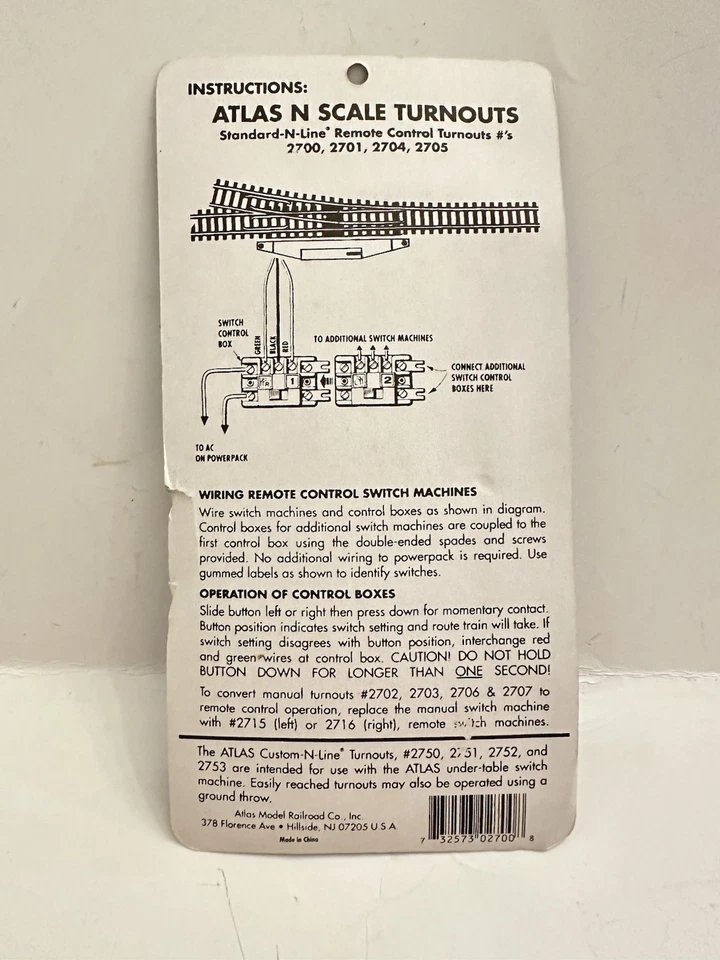 INSTRUCTIONS:
ATLAS N SCALE TURNOUTS
Standard-N-Line® Remote Control Turnouts #'s
2700, 2701, 2704, 2705
SWITCH
CONTROL
BOX
GREEN
BLACK
RED
TO ADDITIONAL SWITCH MACHINES
1
2
CONNECT ADDITIONAL
SWITCH CONTROL
BOXES HERE
TO AC
ON POWERPACK
WIRING REMOTE CONTROL SWITCH MACHINES
Wire switch machines and control boxes as shown in diagram.
Control boxes for additional switch machines are coupled to the
first control box using the double-ended spades and screws
provided. No additional wiring to powerpack is required. Use
gummed labels as shown to identify switches.
OPERATION OF CONTROL BOXES
Slide button left or right then press down for momentary contact.
Button position indicates switch setting and route train will take. If
switch setting disagrees with button position, interchange red
and green wires at control box. CAUTION! DO NOT HOLD
BUTTON DOWN FOR LONGER THAN ONE SECOND!
To convert manual turnouts #2702, 2703, 2706 & 2707 to
remote control operation, replace the manual switch machine
with #2715 (left) or 2716 (right), remote switch machines.
The ATLAS Custom-N-Line® Turnouts, #2750, 2751, 2752, and
2753 are intended for use with the ATLAS under-table switch
machine. Easily reached turnouts may also be operated using a
ground throw.
Atlas Model Railroad Co., Inc.
378 Florence Ave • Hillside, NJ 07205 U S A
Made in China
7 32573 02700 8